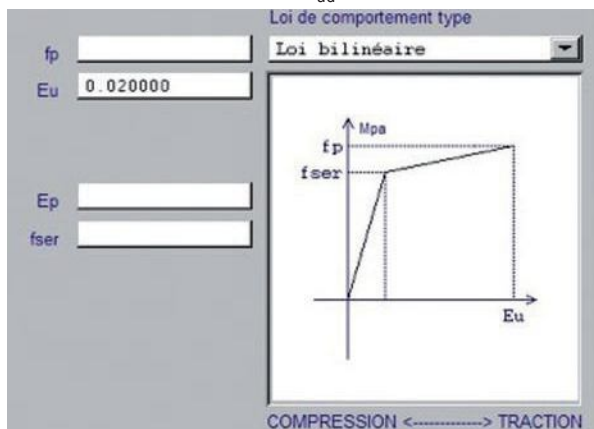 Loi de comportement type
fp
Loi bilinéaire
Eu 0.020000
Mpa
fp
fser
Ep
fser
Eu
COMPRESSION <-------------> TRACTION